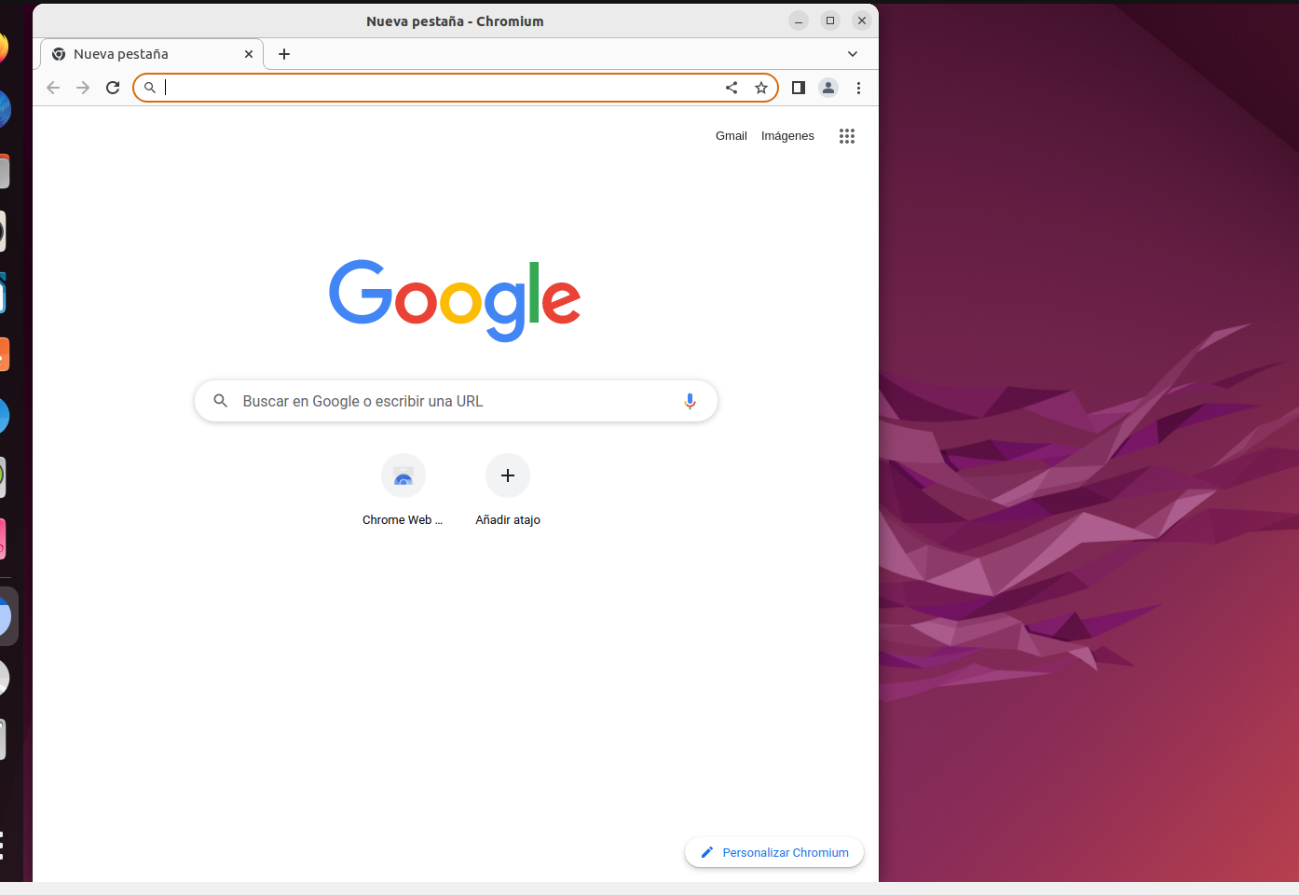 Nueva pestaña - Chromium
Nueva pestaña
Gmail Imágenes
Google
Buscar en Google o escribir una URL
Chrome Web ... Añadir atajo
Personalizar Chromium